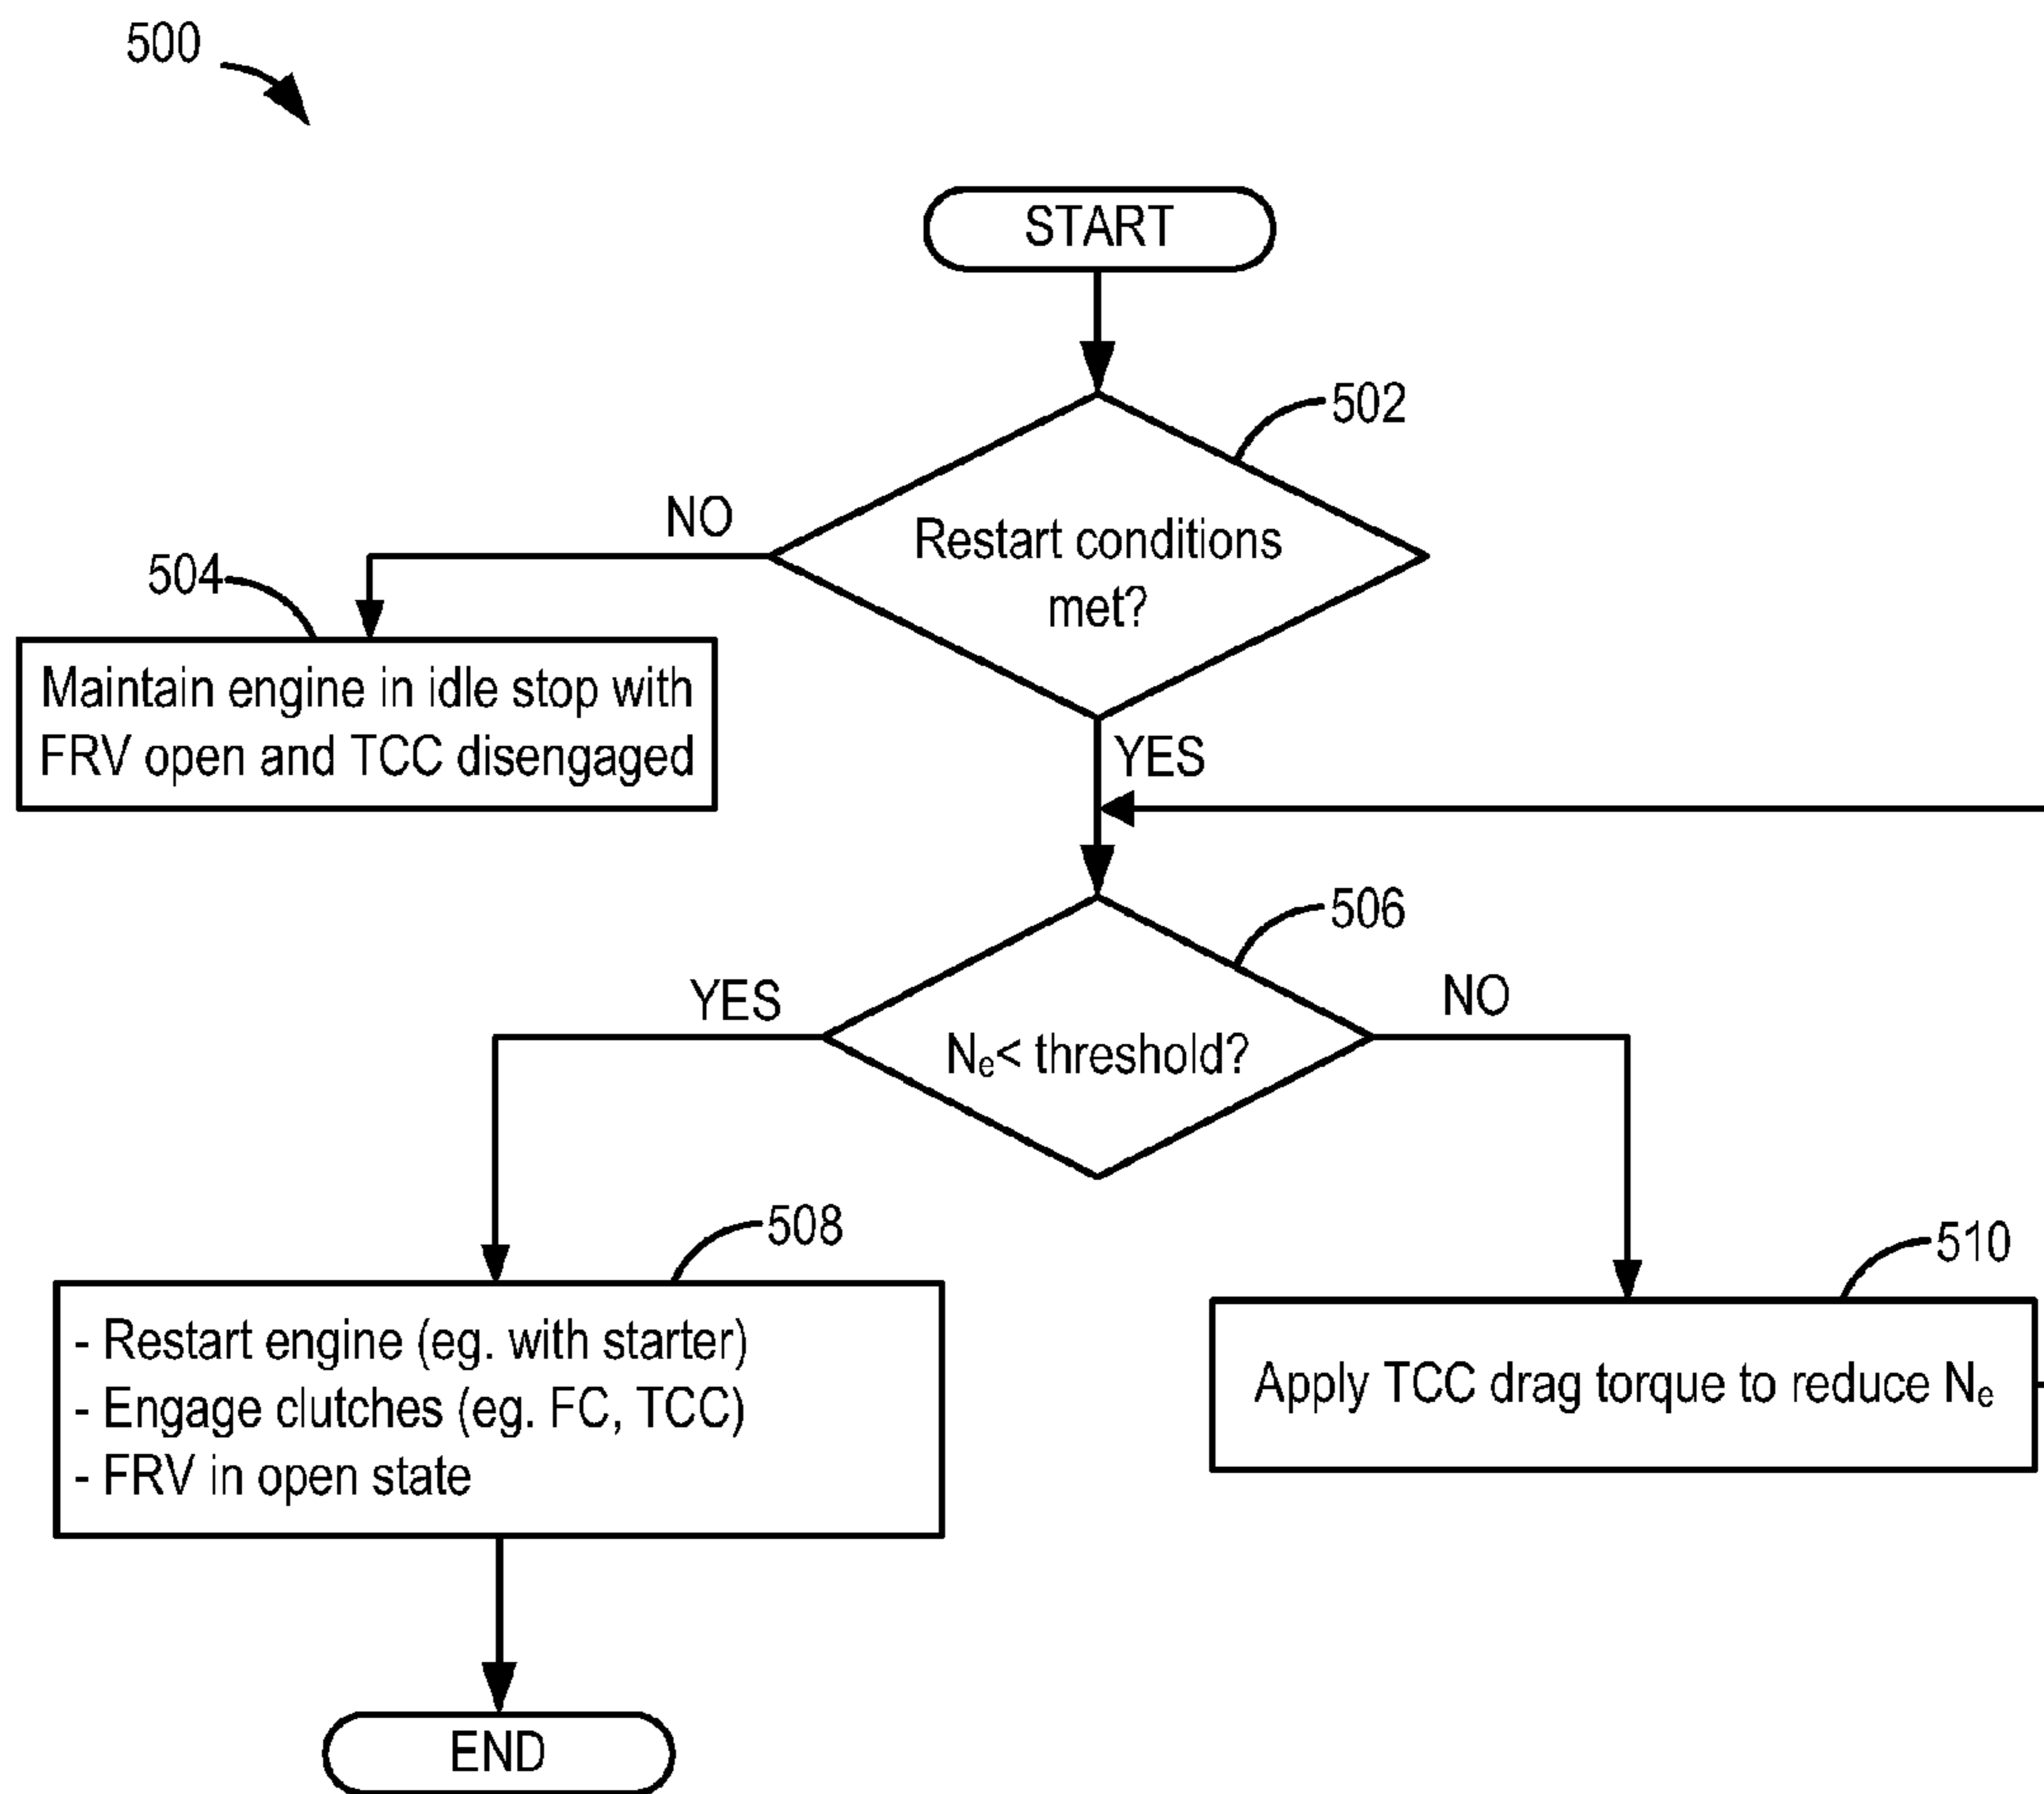 500
START
502
Restart conditions
met?
NO
504
Maintain engine in idle stop with
FRV open and TCC disengaged
YES
506
Ne< threshold?
YES
NO
508
- Restart engine (eg. with starter)
- Engage clutches (eg. FC, TCC)
- FRV in open state
510
Apply TCC drag torque to reduce Ne
END